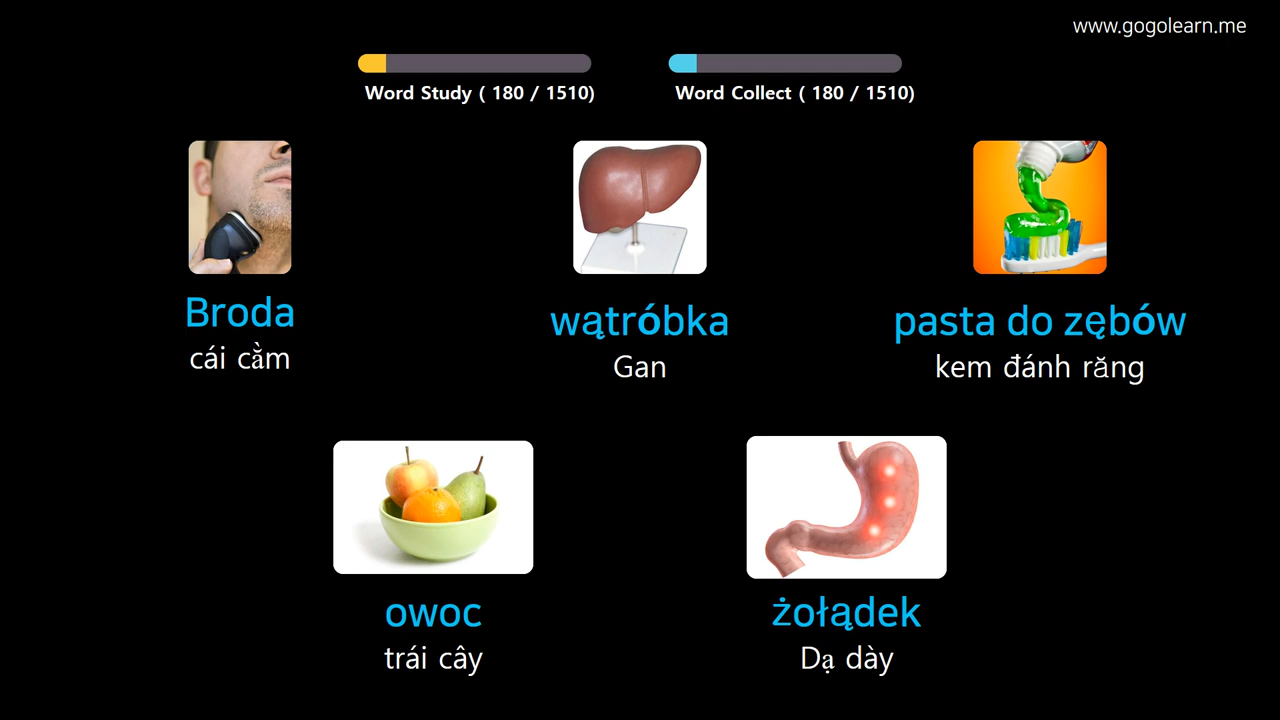 www.gogolearn.me
Word Study ( 180 / 1510)
Word Collect ( 180 / 1510)
Broda
cái cằm
wątróbka
Gan
pasta do zębów
kem đánh răng
owoc
trái cây
żołądek
Dạ dày